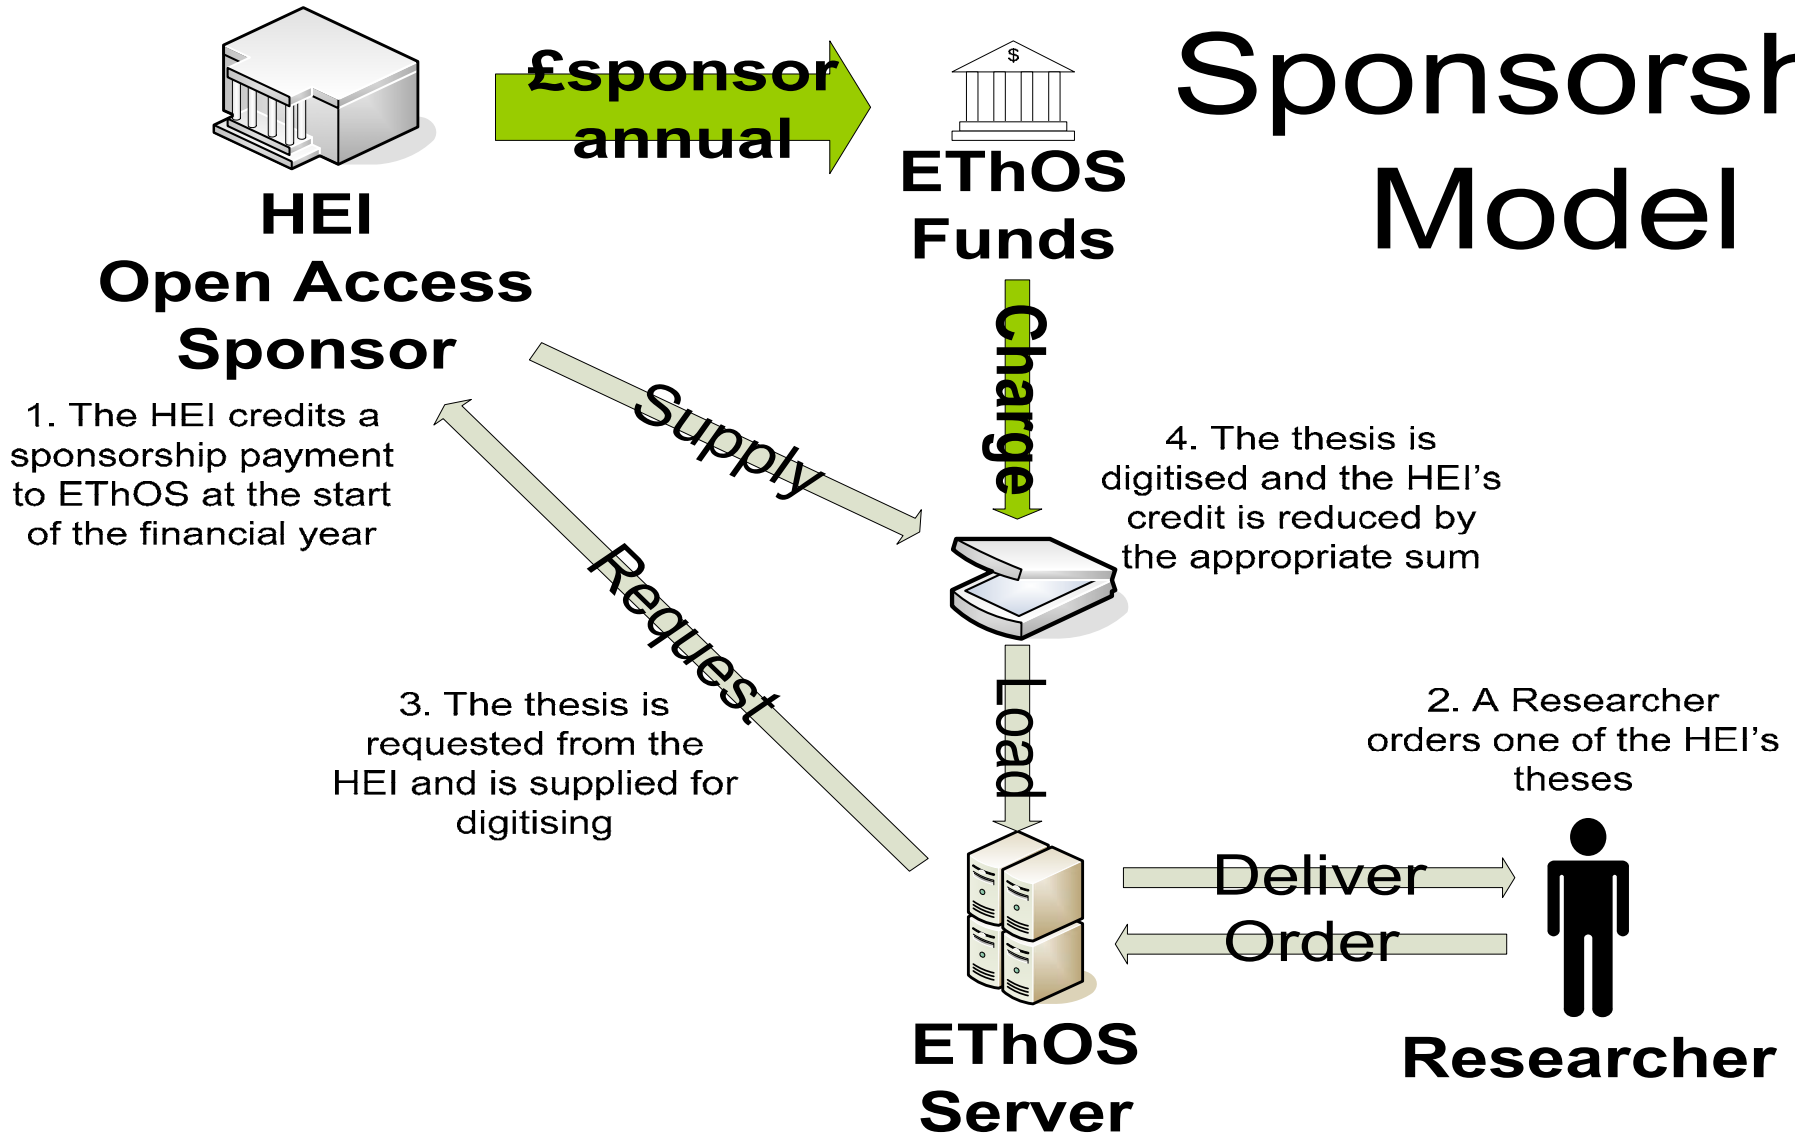 Sponsorsh
Model
£sponsor
annual
$
EThOS
Funds
HEI
Open Access
Sponsor
1. The HEI credits a
sponsorship payment
to EThOS at the start
of the financial year
Supply
Charge
4. The thesis is
digitised and the HEI's
credit is reduced by
the appropriate sum
Request
3. The thesis is
requested from the
HEI and is supplied for
digitising
Load
2. A Researcher
orders one of the HEI's
theses
Deliver
Order
EThOS
Server
Researcher